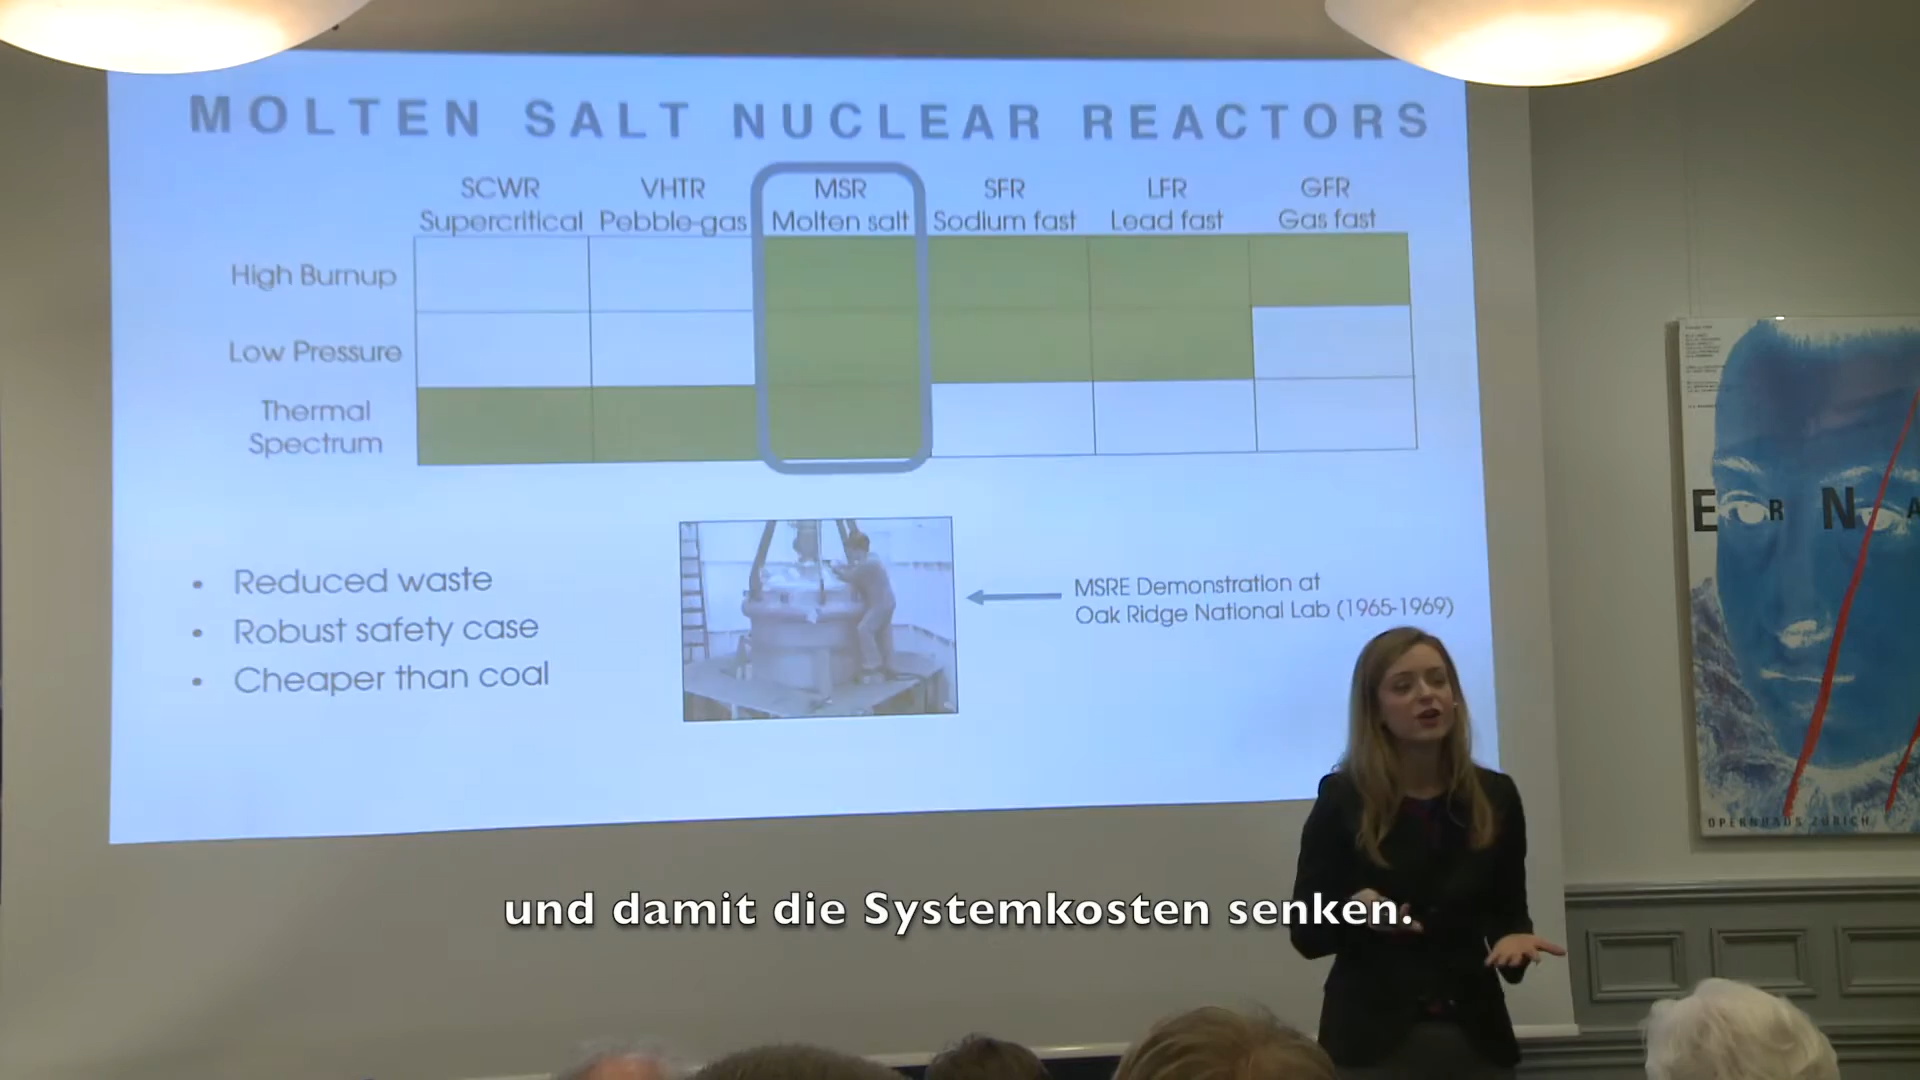 MOLTEN SALT NUCLEAR REACTORS
SCWR
Supercritical
VHTR
Pebble-gas
MSR
Molten salt
SFR
Sodium fast
LFR
Lead fast
GFR
Gas fast
High Burnup
Low Pressure
Thermal
Spectrum
• Reduced waste
• Robust safety case
• Cheaper than coal
MSRE Demonstration at
Oak Ridge National Lab (1965-1969)
E R N A
OPERNHAUS ZÜRICH
und damit die Systemkosten senken.